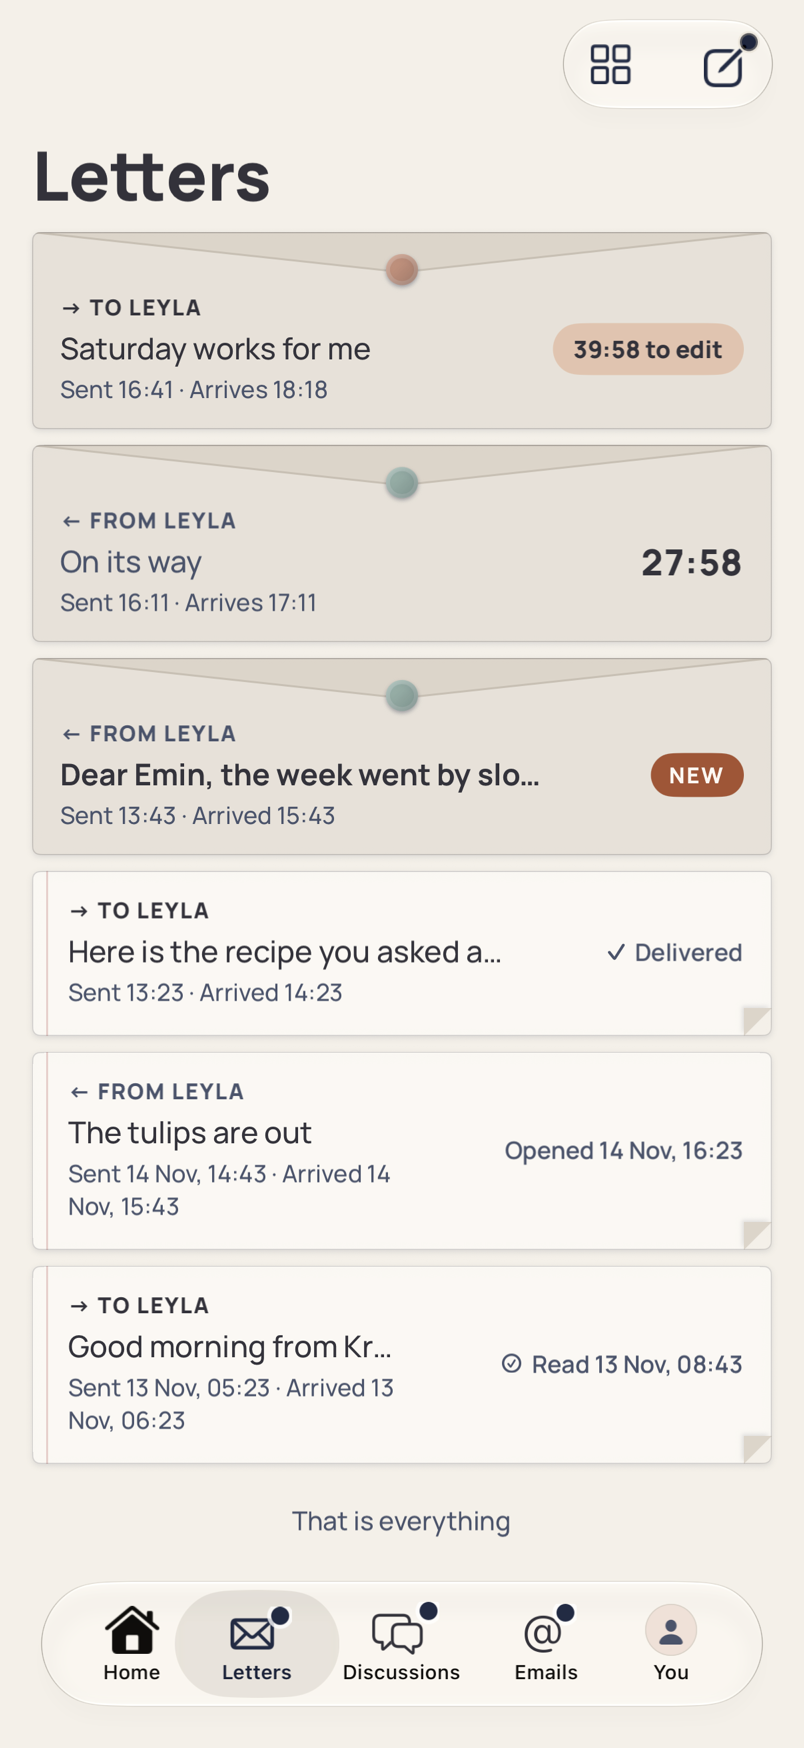 Letters
→ TO LEYLA
Saturday works for me
39:58 to edit
Sent 16:41 · Arrives 18:18
← FROM LEYLA
On its way
27:58
Sent 16:11 · Arrives 17:11
← FROM LEYLA
Dear Emin, the week went by slo...
NEW
Sent 13:43 · Arrived 15:43
→ TO LEYLA
Here is the recipe you asked a...
✓ Delivered
Sent 13:23 · Arrived 14:23
← FROM LEYLA
The tulips are out
Opened 14 Nov, 16:23
Sent 14 Nov, 14:43 · Arrived 14
Nov, 15:43
→ TO LEYLA
Good morning from Kr...
Read 13 Nov, 08:43
Sent 13 Nov, 05:23 · Arrived 13
Nov, 06:23
That is everything
Home
Letters
Discussions
Emails
You